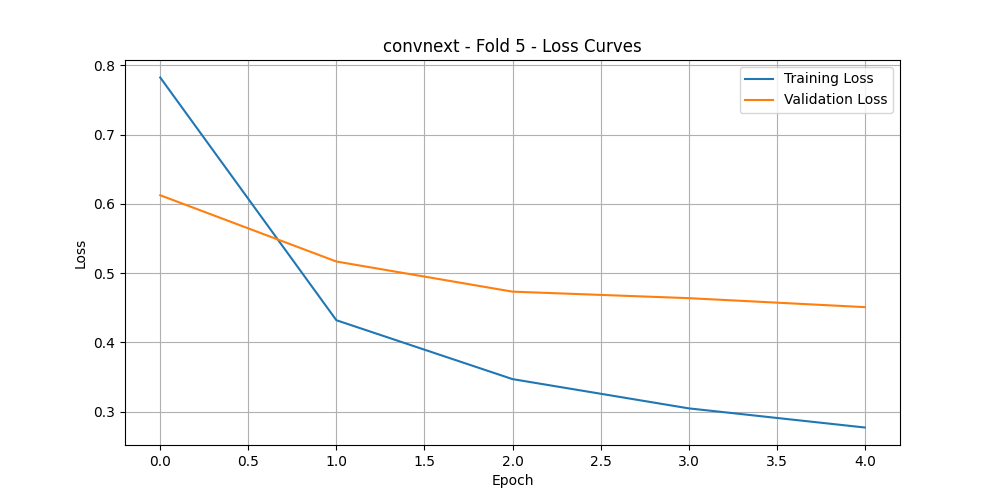 convnext - Fold 5 - Loss Curves
Training Loss
Validation Loss
Loss
0.8
0.7
0.6
0.5
0.4
0.3
0.0 0.5 1.0 1.5 2.0 2.5 3.0 3.5 4.0
Epoch